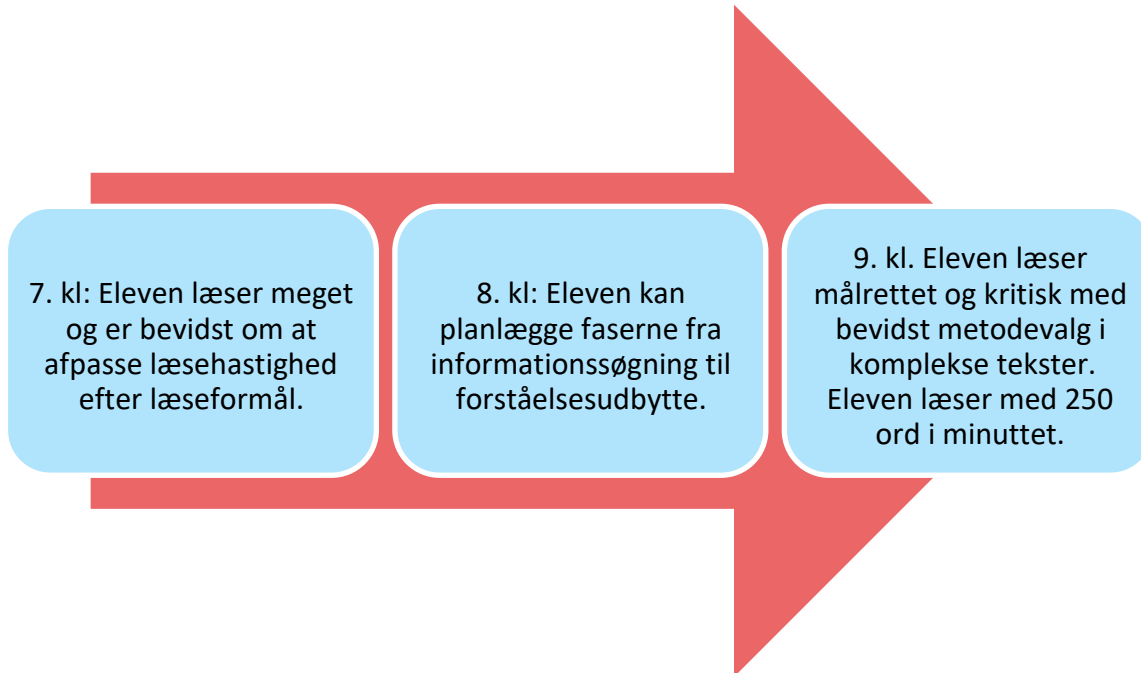 7. kl: Eleven læser meget
og er bevidst om at
afpasse læsehastighed
efter læseformål.
8. kl: Eleven kan
planlægge faserne fra
informationssøgning til
forståelsesudbytte.
9. kl. Eleven læser
målrettet og kritisk med
bevidst metodevalg i
komplekse tekster.
Eleven læser med 250
ord i minuttet.